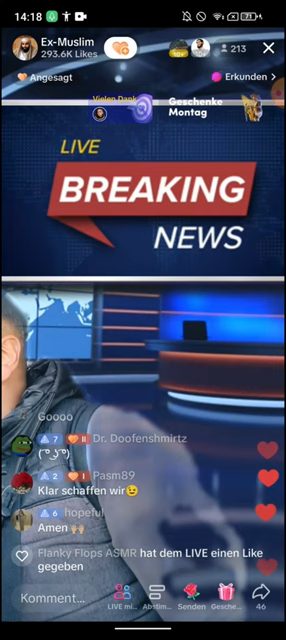 14:18
71
Ex-Muslim
293.6K Likes
213
Angesagt
Erkunden >
Vielen Dank
Geschenke
Montag
LIVE
BREAKING
NEWS
Goooo
7 II Dr. Doofenshmirtz
( ͡° ͜ʖ ͡°)
2 I Pasm89
Klar schaffen wir😉
6 hopeful
Amen 🙌🏼
Flanky Flops ASMR hat dem LIVE einen Like
gegeben
Komment...
LIVE mi...
Abstim...
Senden
Gesche...
46